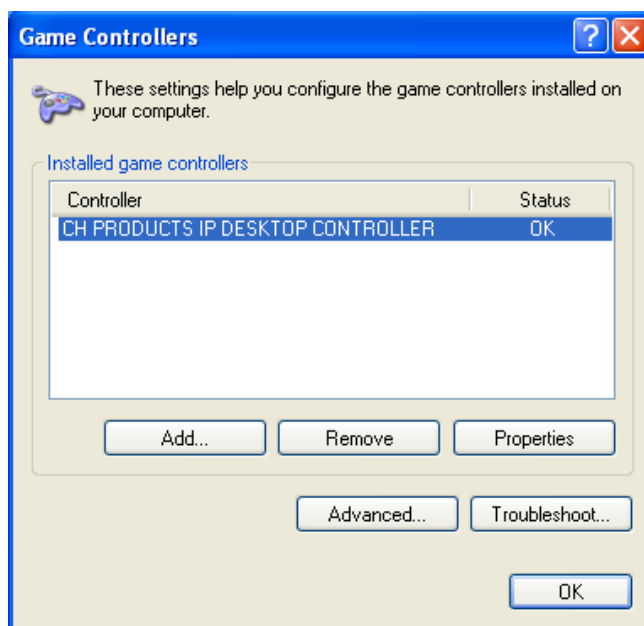 Game Controllers
These settings help you configure the game controllers installed on
your computer.
Installed game controllers
Controller Status
CH PRODUCTS IP DESKTOP CONTROLLER OK
Add... Remove Properties
Advanced... Troubleshoot...
OK